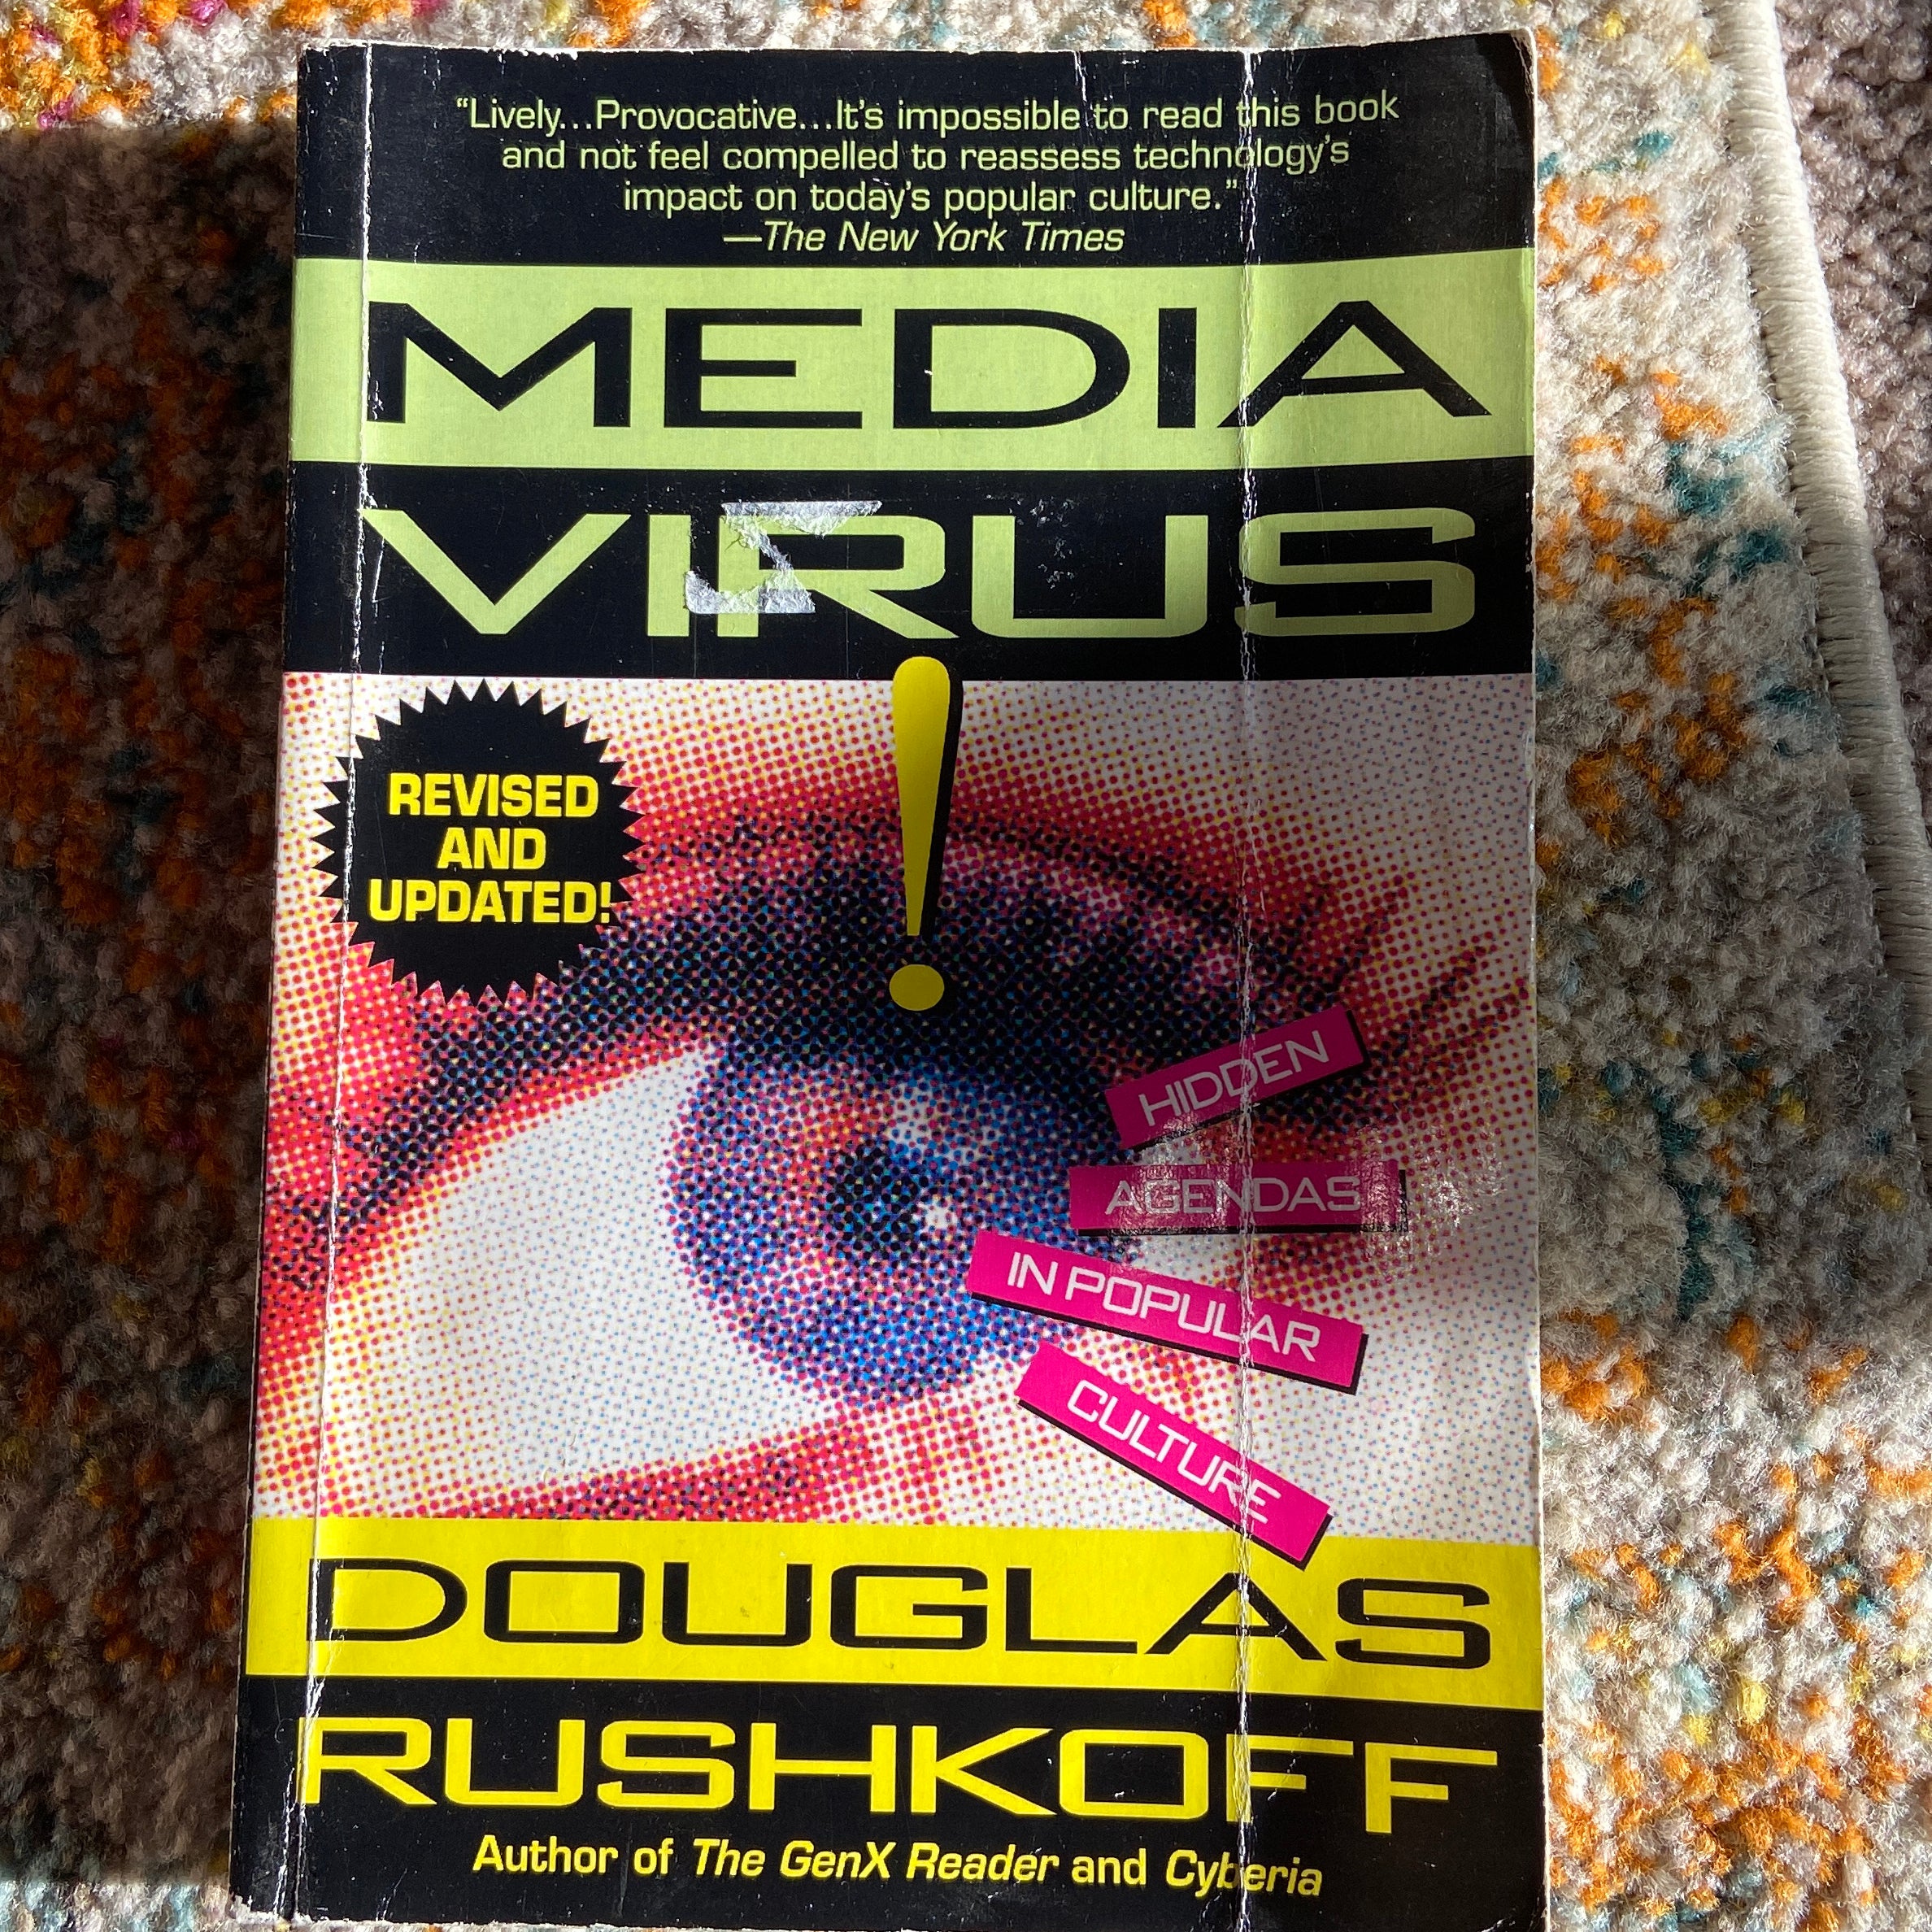 “Lively...Provocative...It’s impossible to read this book
and not feel compelled to reassess technology’s
impact on today’s popular culture.”
—The New York Times
MEDIA
VIRUS
!
REVISED
AND
UPDATED!
HIDDEN
AGENDAS
IN POPULAR
CULTURE
DOUGLAS
RUSHKOFF
Author of The GenX Reader and Cyberia